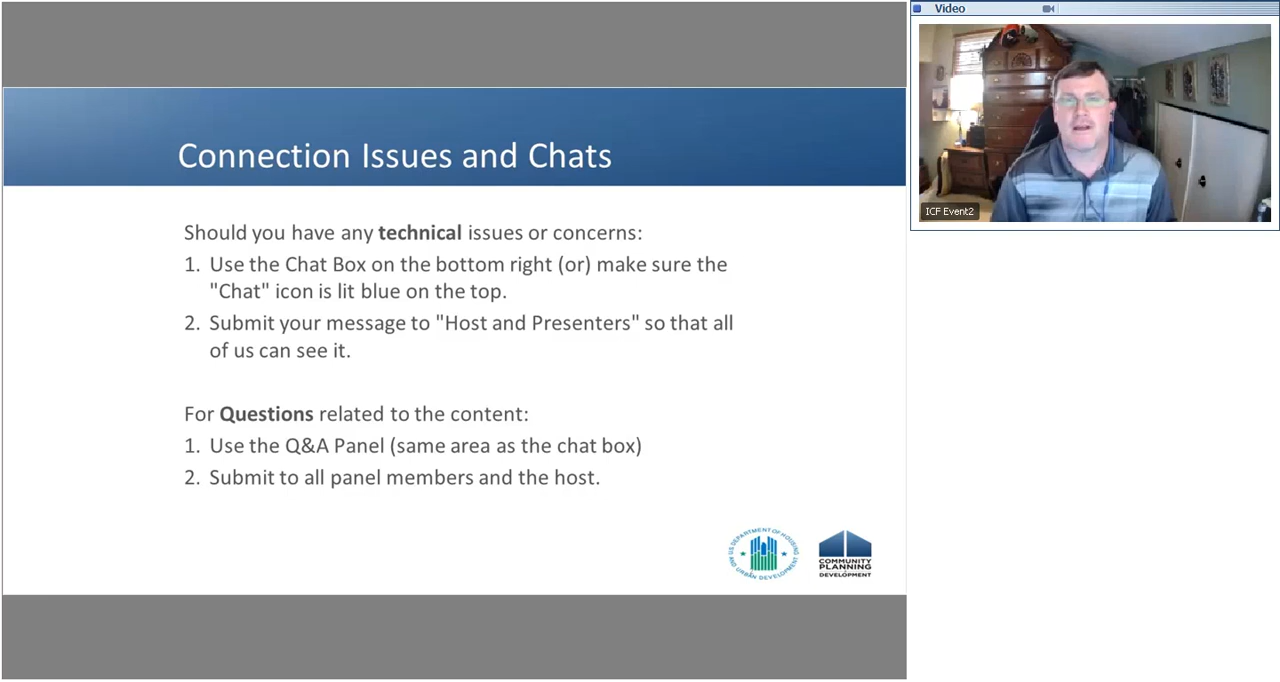 Video
Connection Issues and Chats
Should you have any technical issues or concerns:
1. Use the Chat Box on the bottom right (or) make sure the
"Chat" icon is lit blue on the top.
2. Submit your message to "Host and Presenters" so that all
of us can see it.
For Questions related to the content:
1. Use the Q&A Panel (same area as the chat box)
2. Submit to all panel members and the host.
U.S. DEPARTMENT OF HOUSING
AND URBAN DEVELOPMENT
COMMUNITY
PLANNING
DEVELOPMENT
ICF Event2